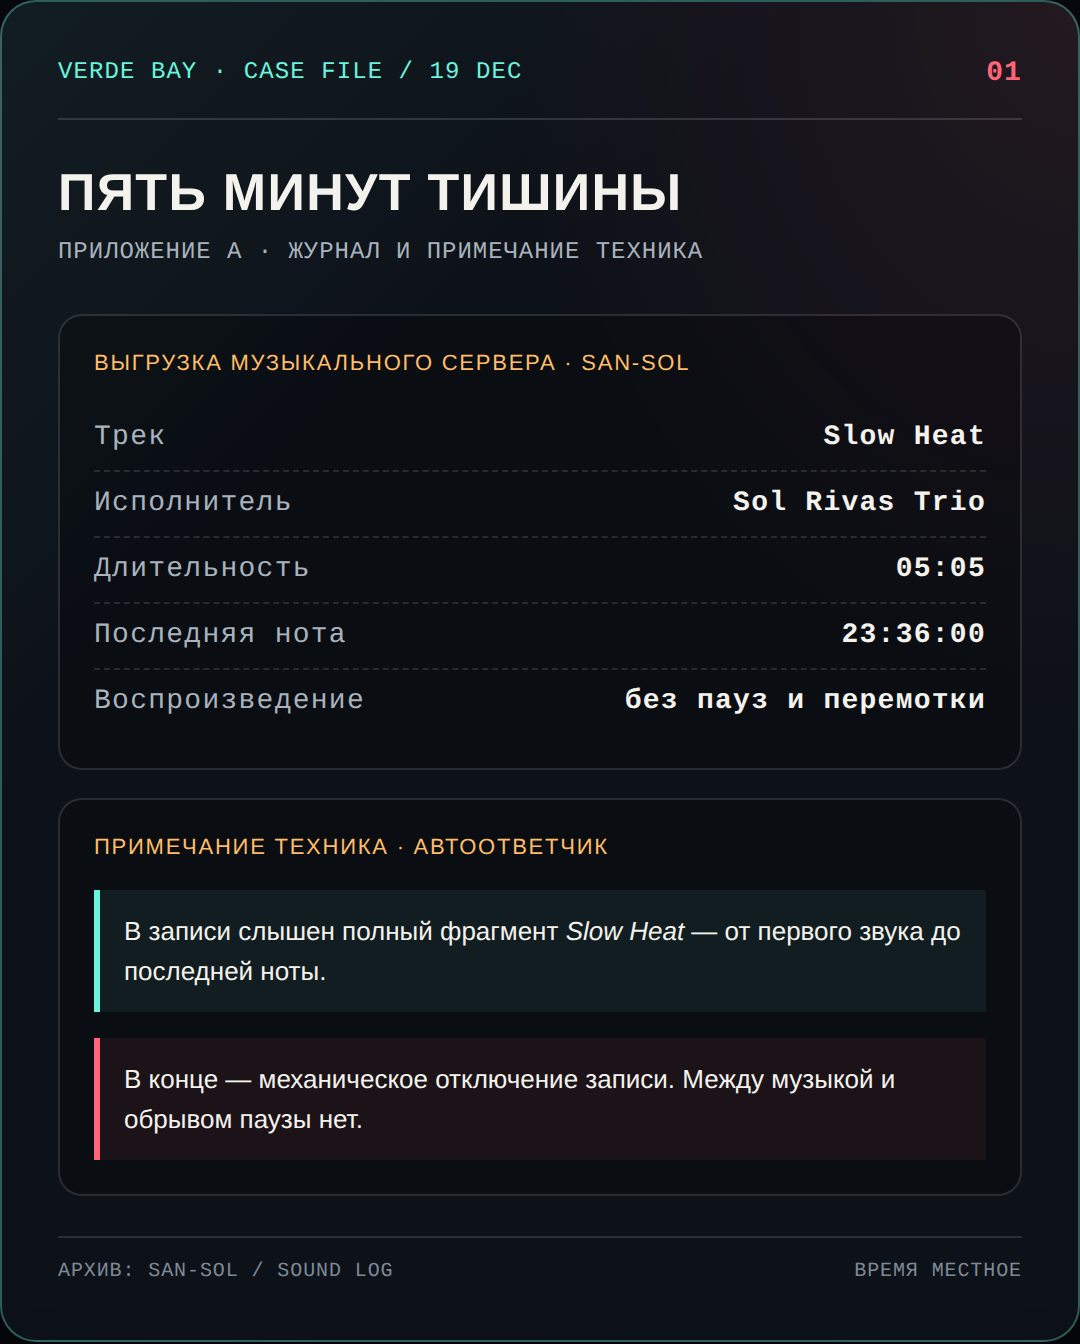 VERDE BAY · CASE FILE / 19 DEC
01
ПЯТЬ МИНУТ ТИШИНЫ
ПРИЛОЖЕНИЕ А · ЖУРНАЛ И ПРИМЕЧАНИЕ ТЕХНИКА
ВЫГРУЗКА МУЗЫКАЛЬНОГО СЕРВЕРА · SAN-SOL
Трек Slow Heat
Исполнитель Sol Rivas Trio
Длительность 05:05
Последняя нота 23:36:00
Воспроизведение без пауз и перемотки
ПРИМЕЧАНИЕ ТЕХНИКА · АВТООТВЕТЧИК
В записи слышен полный фрагмент Slow Heat — от первого звука до
последней ноты.
В конце — механическое отключение записи. Между музыкой и
обрывом паузы нет.
АРХИВ: SAN-SOL / SOUND LOG
ВРЕМЯ МЕСТНОЕ